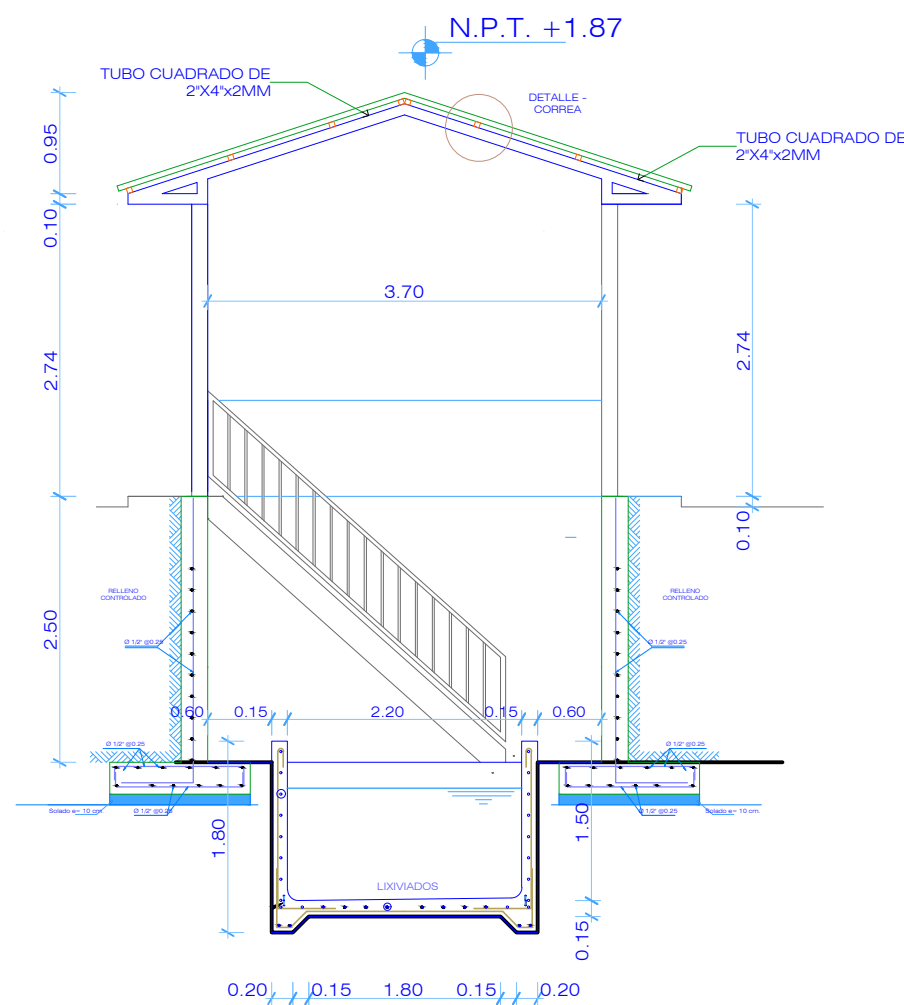 N.P.T. +1.87
TUBO CUADRADO DE
2"X4"x2MM
DETALLE -
CORREA
TUBO CUADRADO DE
2"X4"x2MM
0.95
0.10
2.74
2.50
3.70
2.74
0.10
RELLENO
CONTROLADO
RELLENO
CONTROLADO
Ø 1/2" @0.25
Ø 1/2" @0.25
0.60
0.15
2.20
0.15
0.60
Ø 1/2" @0.25
Ø 1/2" @0.25
Solado e= 10 cm.
Ø 1/2" @0.25
Ø 1/2" @0.25
Solado e= 10 cm.
1.80
1.50
0.15
LIXIVIADOS
0.20
0.15
1.80
0.15
0.20